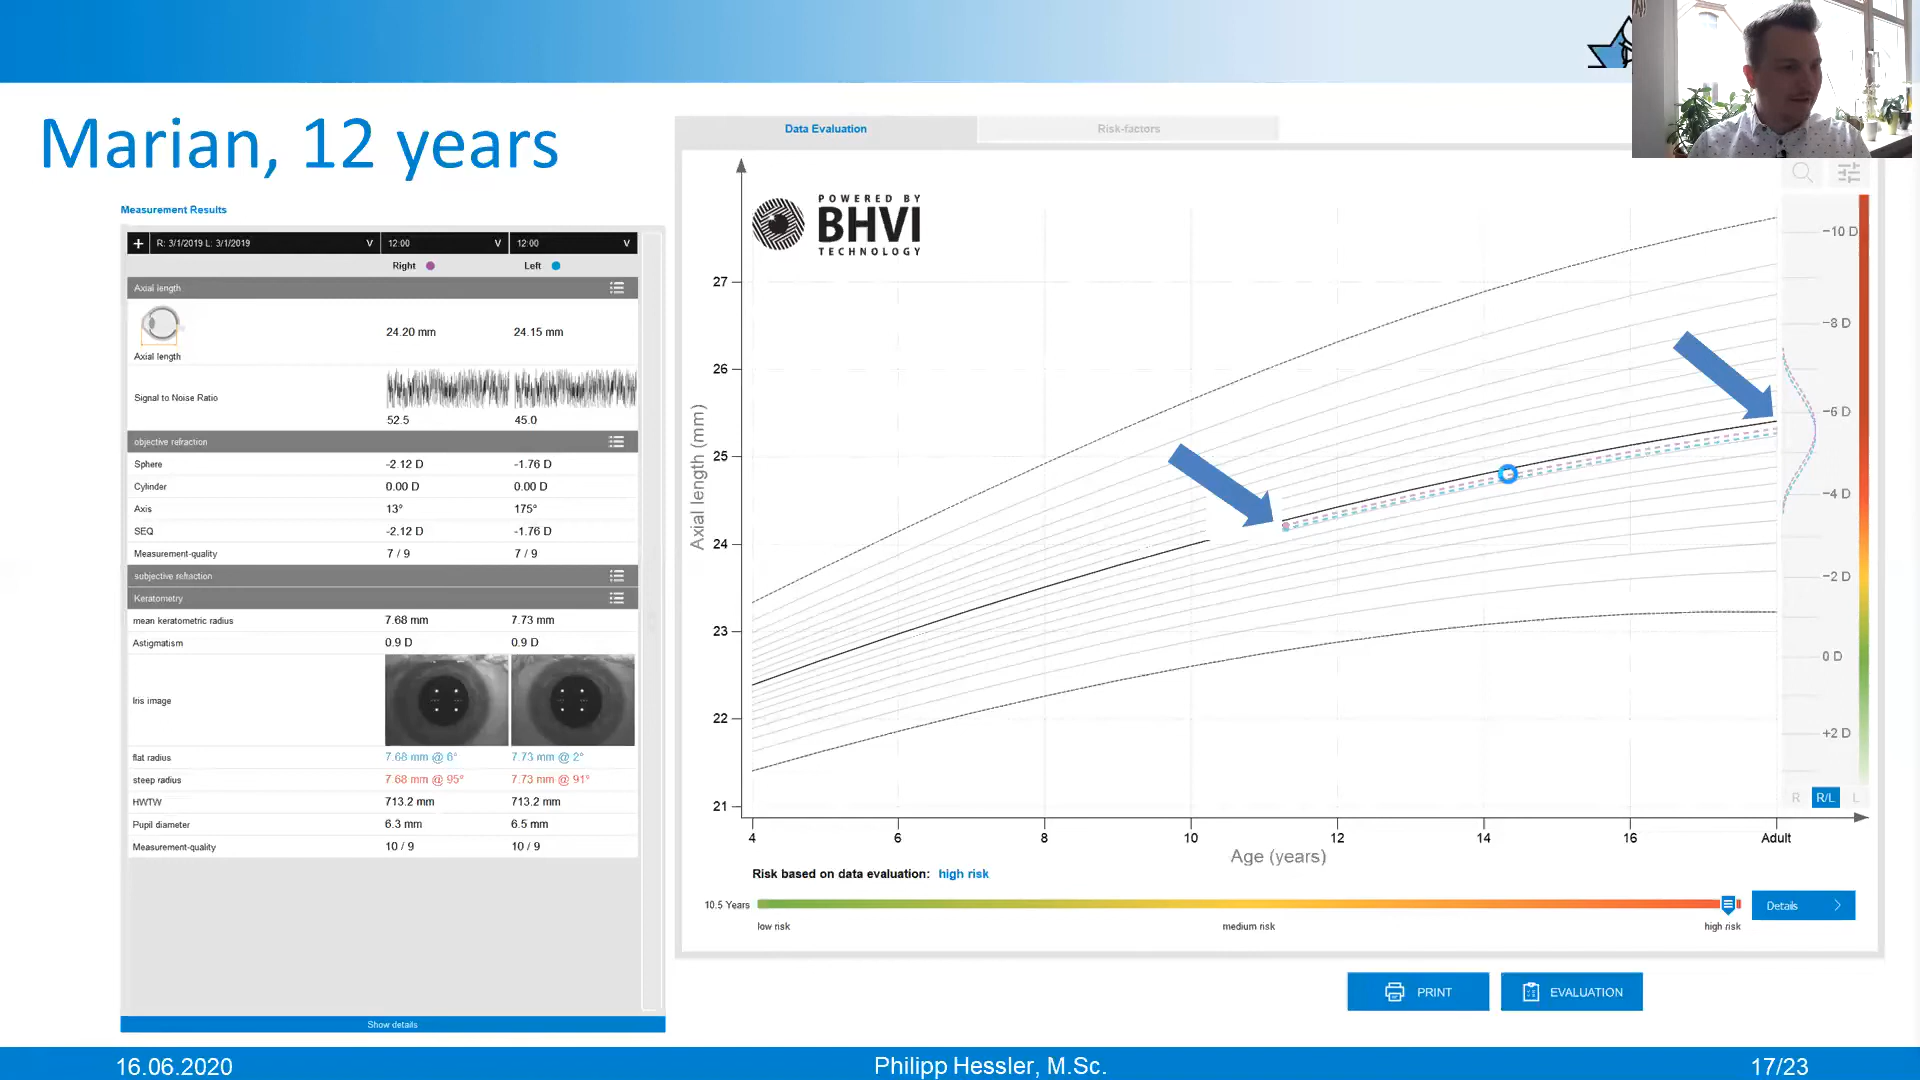 Marian, 12 years
Measurement Results
+ R: 3/1/2019 L: 3/1/2019 V 12:00 V 12:00 V
Right Left
Axial length
24.20 mm 24.15 mm
Axial length
Signal to Noise Ratio
52.5 45.0
objective refraction
Sphere -2.12 D -1.76 D
Cylinder 0.00 D 0.00 D
Axis 13° 175°
SEQ -2.12 D -1.76 D
Measurement-quality 7 / 9 7 / 9
subjective refraction
Keratometry
mean keratometric radius 7.68 mm 7.73 mm
Astigmatism 0.9 D 0.9 D
Iris image
flat radius 7.68 mm @ 6° 7.73 mm @ 2°
steep radius 7.68 mm @ 95° 7.73 mm @ 91°
HWTW 713.2 mm 713.2 mm
Pupil diameter 6.3 mm 6.5 mm
Measurement-quality 10 / 9 10 / 9
Show details
Data Evaluation Risk-factors
POWERED BY
BHVI
TECHNOLOGY
Axial length (mm)
27
26
25
24
23
22
21
4 6 8 10 12 14 16 Adult
Age (years)
−10 D
−8 D
−6 D
−4 D
−2 D
0 D
+2 D
R R/L L
Risk based on data evaluation: high risk
10.5 Years
low risk medium risk high risk
Details
PRINT EVALUATION
16.06.2020 Philipp Hessler, M.Sc. 17/23